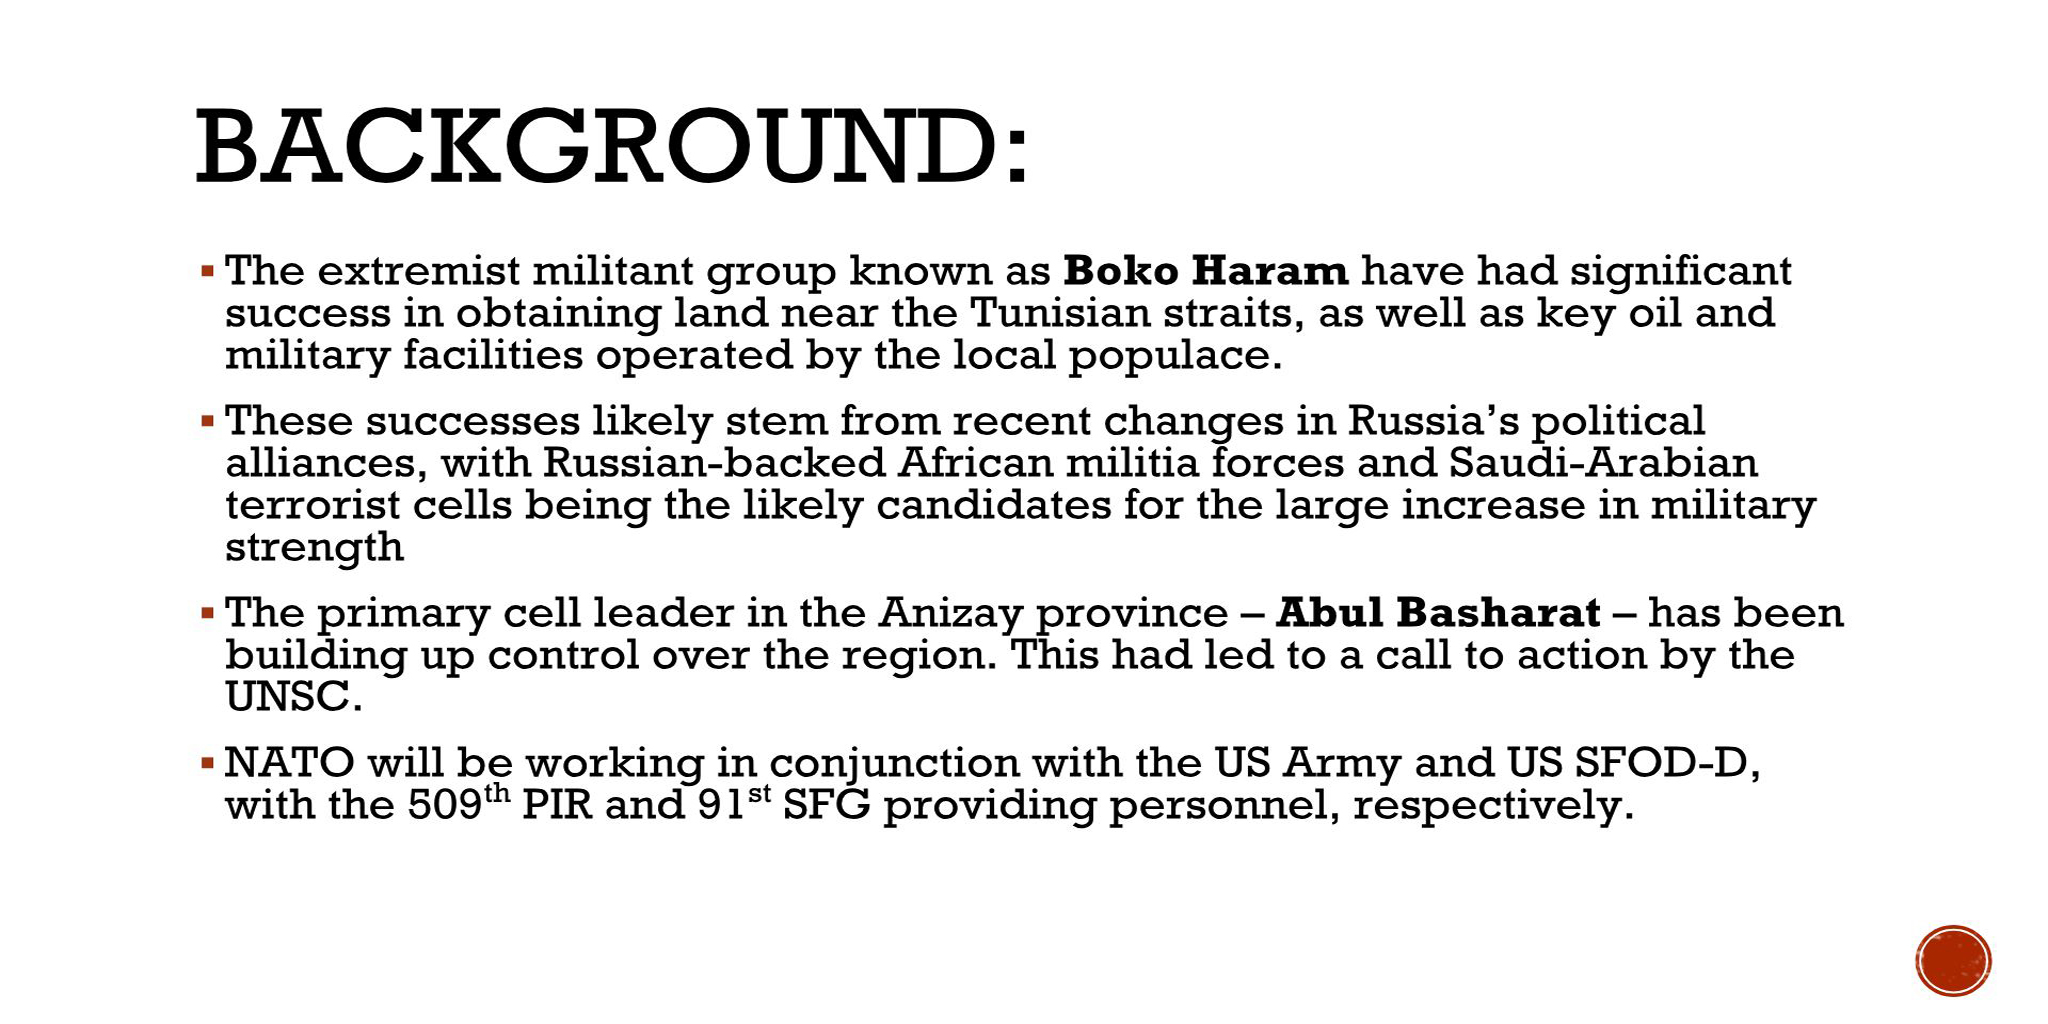 BACKGROUND:
▪ The extremist militant group known as Boko Haram have had significant
success in obtaining land near the Tunisian straits, as well as key oil and
military facilities operated by the local populace.
▪ These successes likely stem from recent changes in Russia’s political
alliances, with Russian-backed African militia forces and Saudi-Arabian
terrorist cells being the likely candidates for the large increase in military
strength
▪ The primary cell leader in the Anizay province – Abul Basharat – has been
building up control over the region. This had led to a call to action by the
UNSC.
▪ NATO will be working in conjunction with the US Army and US SFOD-D,
with the 509th PIR and 91st SFG providing personnel, respectively.